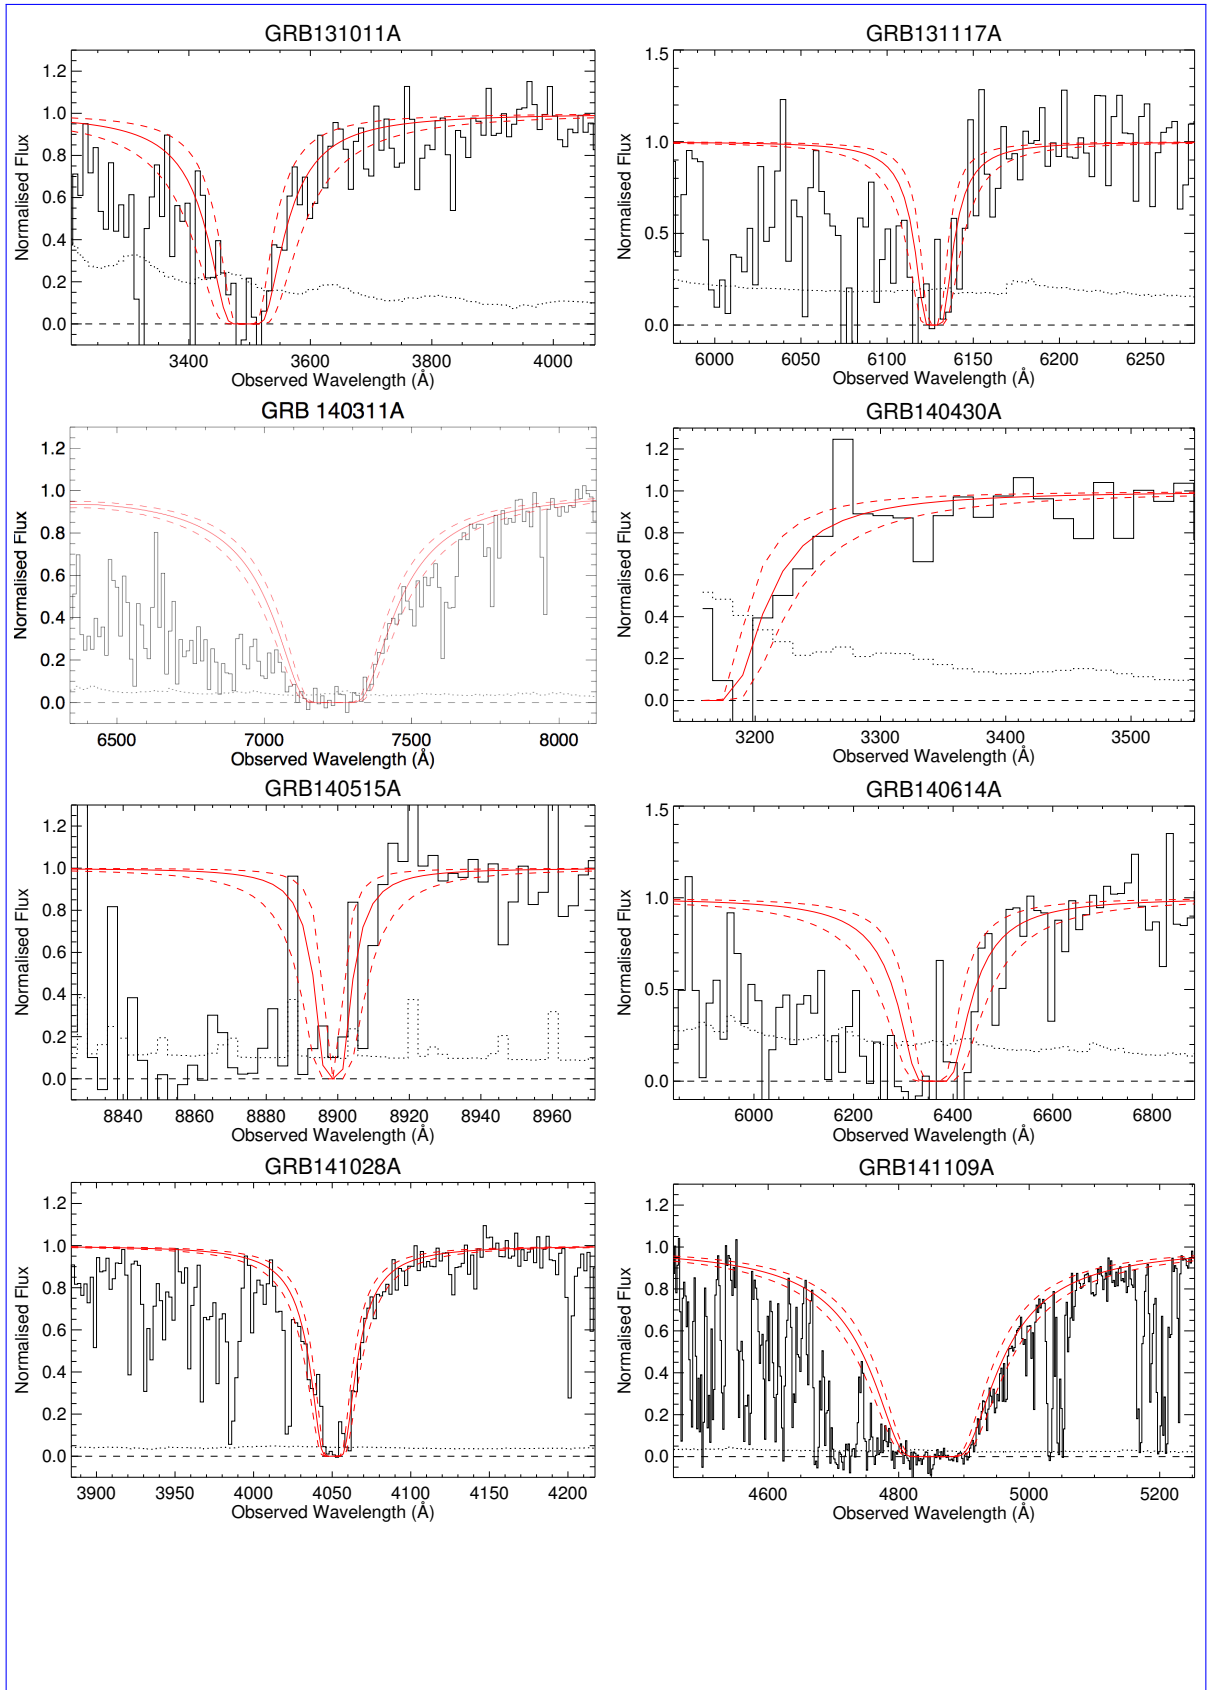 GRB131011A
Normalised Flux
1.2
1.0
0.8
0.6
0.4
0.2
0.0
3400 3600 3800 4000
Observed Wavelength (Å)
GRB131117A
Normalised Flux
1.5
1.0
0.5
0.0
6000 6050 6100 6150 6200 6250
Observed Wavelength (Å)
GRB 140311A
Normalised Flux
1.2
1.0
0.8
0.6
0.4
0.2
0.0
6500 7000 7500 8000
Observed Wavelength (Å)
GRB140430A
Normalised Flux
1.2
1.0
0.8
0.6
0.4
0.2
0.0
3200 3300 3400 3500
Observed Wavelength (Å)
GRB140515A
Normalised Flux
1.2
1.0
0.8
0.6
0.4
0.2
0.0
8840 8860 8880 8900 8920 8940 8960
Observed Wavelength (Å)
GRB140614A
Normalised Flux
1.5
1.0
0.5
0.0
6000 6200 6400 6600 6800
Observed Wavelength (Å)
GRB141028A
Normalised Flux
1.2
1.0
0.8
0.6
0.4
0.2
0.0
3900 3950 4000 4050 4100 4150 4200
Observed Wavelength (Å)
GRB141109A
Normalised Flux
1.2
1.0
0.8
0.6
0.4
0.2
0.0
4600 4800 5000 5200
Observed Wavelength (Å)